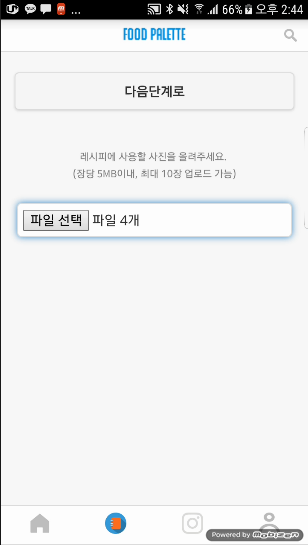 ... 66% 오후 2:44
FOOD PALETTE
다음단계로
레시피에 사용할 사진을 올려주세요.
(장당 5MB이내, 최대 10장 업로드 가능)
파일 선택 파일 4개
Powered by Mobizen